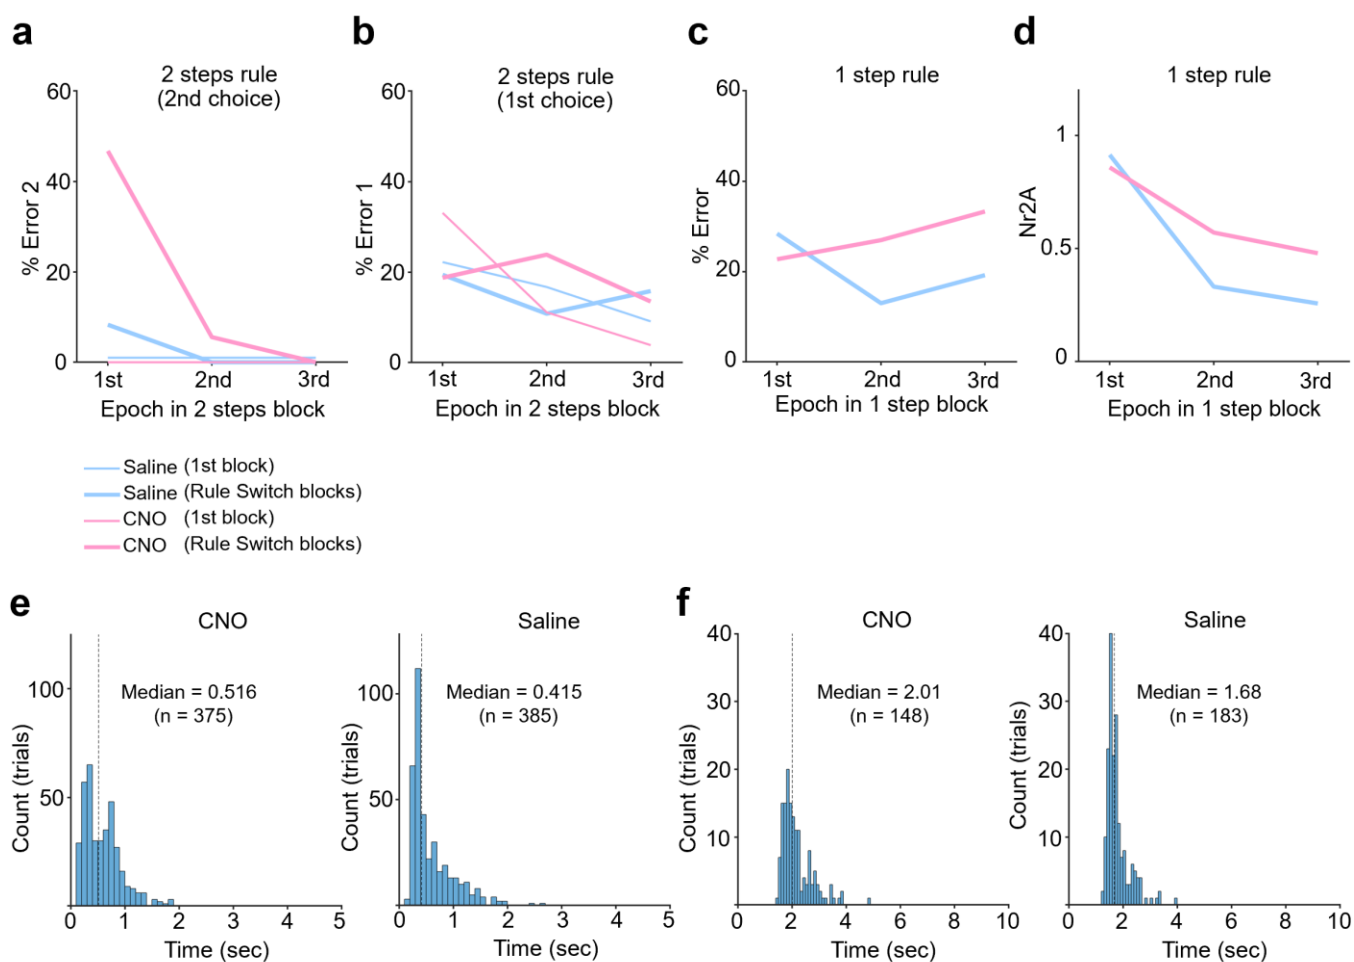 a
2 steps rule
(2nd choice)
60
40
20
0
% Error 2
1st
2nd
3rd
Epoch in 2 steps block
b
2 steps rule
(1st choice)
60
40
20
0
% Error 1
1st
2nd
3rd
Epoch in 2 steps block
c
1 step rule
60
40
20
0
% Error
1st
2nd
3rd
Epoch in 1 step block
d
1 step rule
1
0.5
0
Nr2A
1st
2nd
3rd
Epoch in 1 step block
Saline (1st block)
Saline (Rule Switch blocks)
CNO (1st block)
CNO (Rule Switch blocks)
e
CNO
Median = 0.516
(n = 375)
100
50
Count (trials)
0 1 2 3 4 5
Time (sec)
Saline
Median = 0.415
(n = 385)
100
50
Count (trials)
0 1 2 3 4 5
Time (sec)
f
CNO
Median = 2.01
(n = 148)
40
30
20
10
Count (trials)
0 2 4 6 8 10
Time (sec)
Saline
Median = 1.68
(n = 183)
40
30
20
10
Count (trials)
0 2 4 6 8 10
Time (sec)